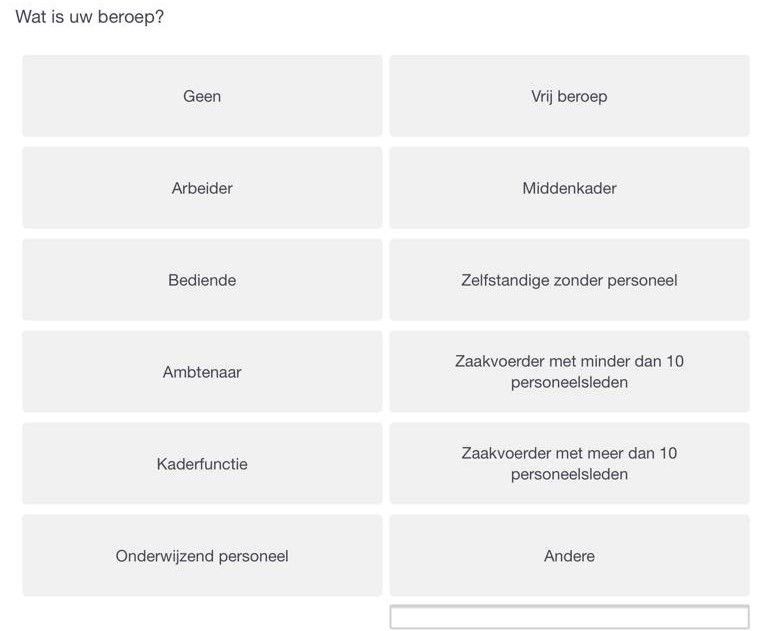 Wat is uw beroep?
Geen
Vrij beroep
Arbeider
Middenkader
Bediende
Zelfstandige zonder personeel
Ambtenaar
Zaakvoerder met minder dan 10
personeelsleden
Kaderfunctie
Zaakvoerder met meer dan 10
personeelsleden
Onderwijzend personeel
Andere